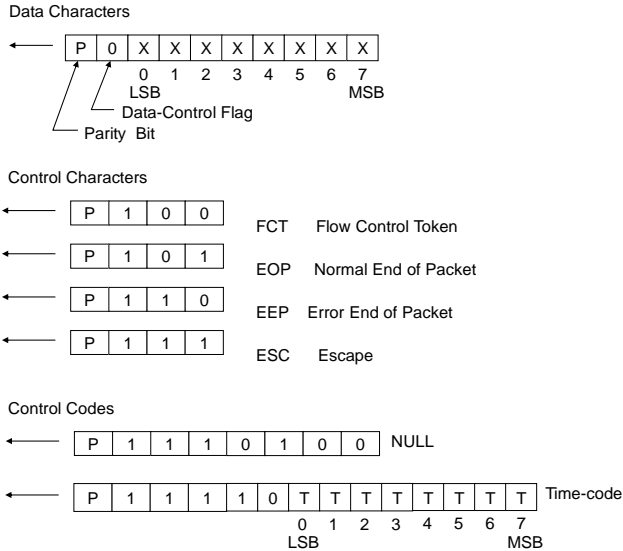 Data Characters
P 0 X X X X X X X X
0 1 2 3 4 5 6 7
LSB MSB
Data-Control Flag
Parity Bit
Control Characters
P 1 0 0 FCT Flow Control Token
P 1 0 1 EOP Normal End of Packet
P 1 1 0 EEP Error End of Packet
P 1 1 1 ESC Escape
Control Codes
P 1 1 1 0 1 0 0 NULL
P 1 1 1 1 0 T T T T T T T T Time-code
0 1 2 3 4 5 6 7
LSB MSB